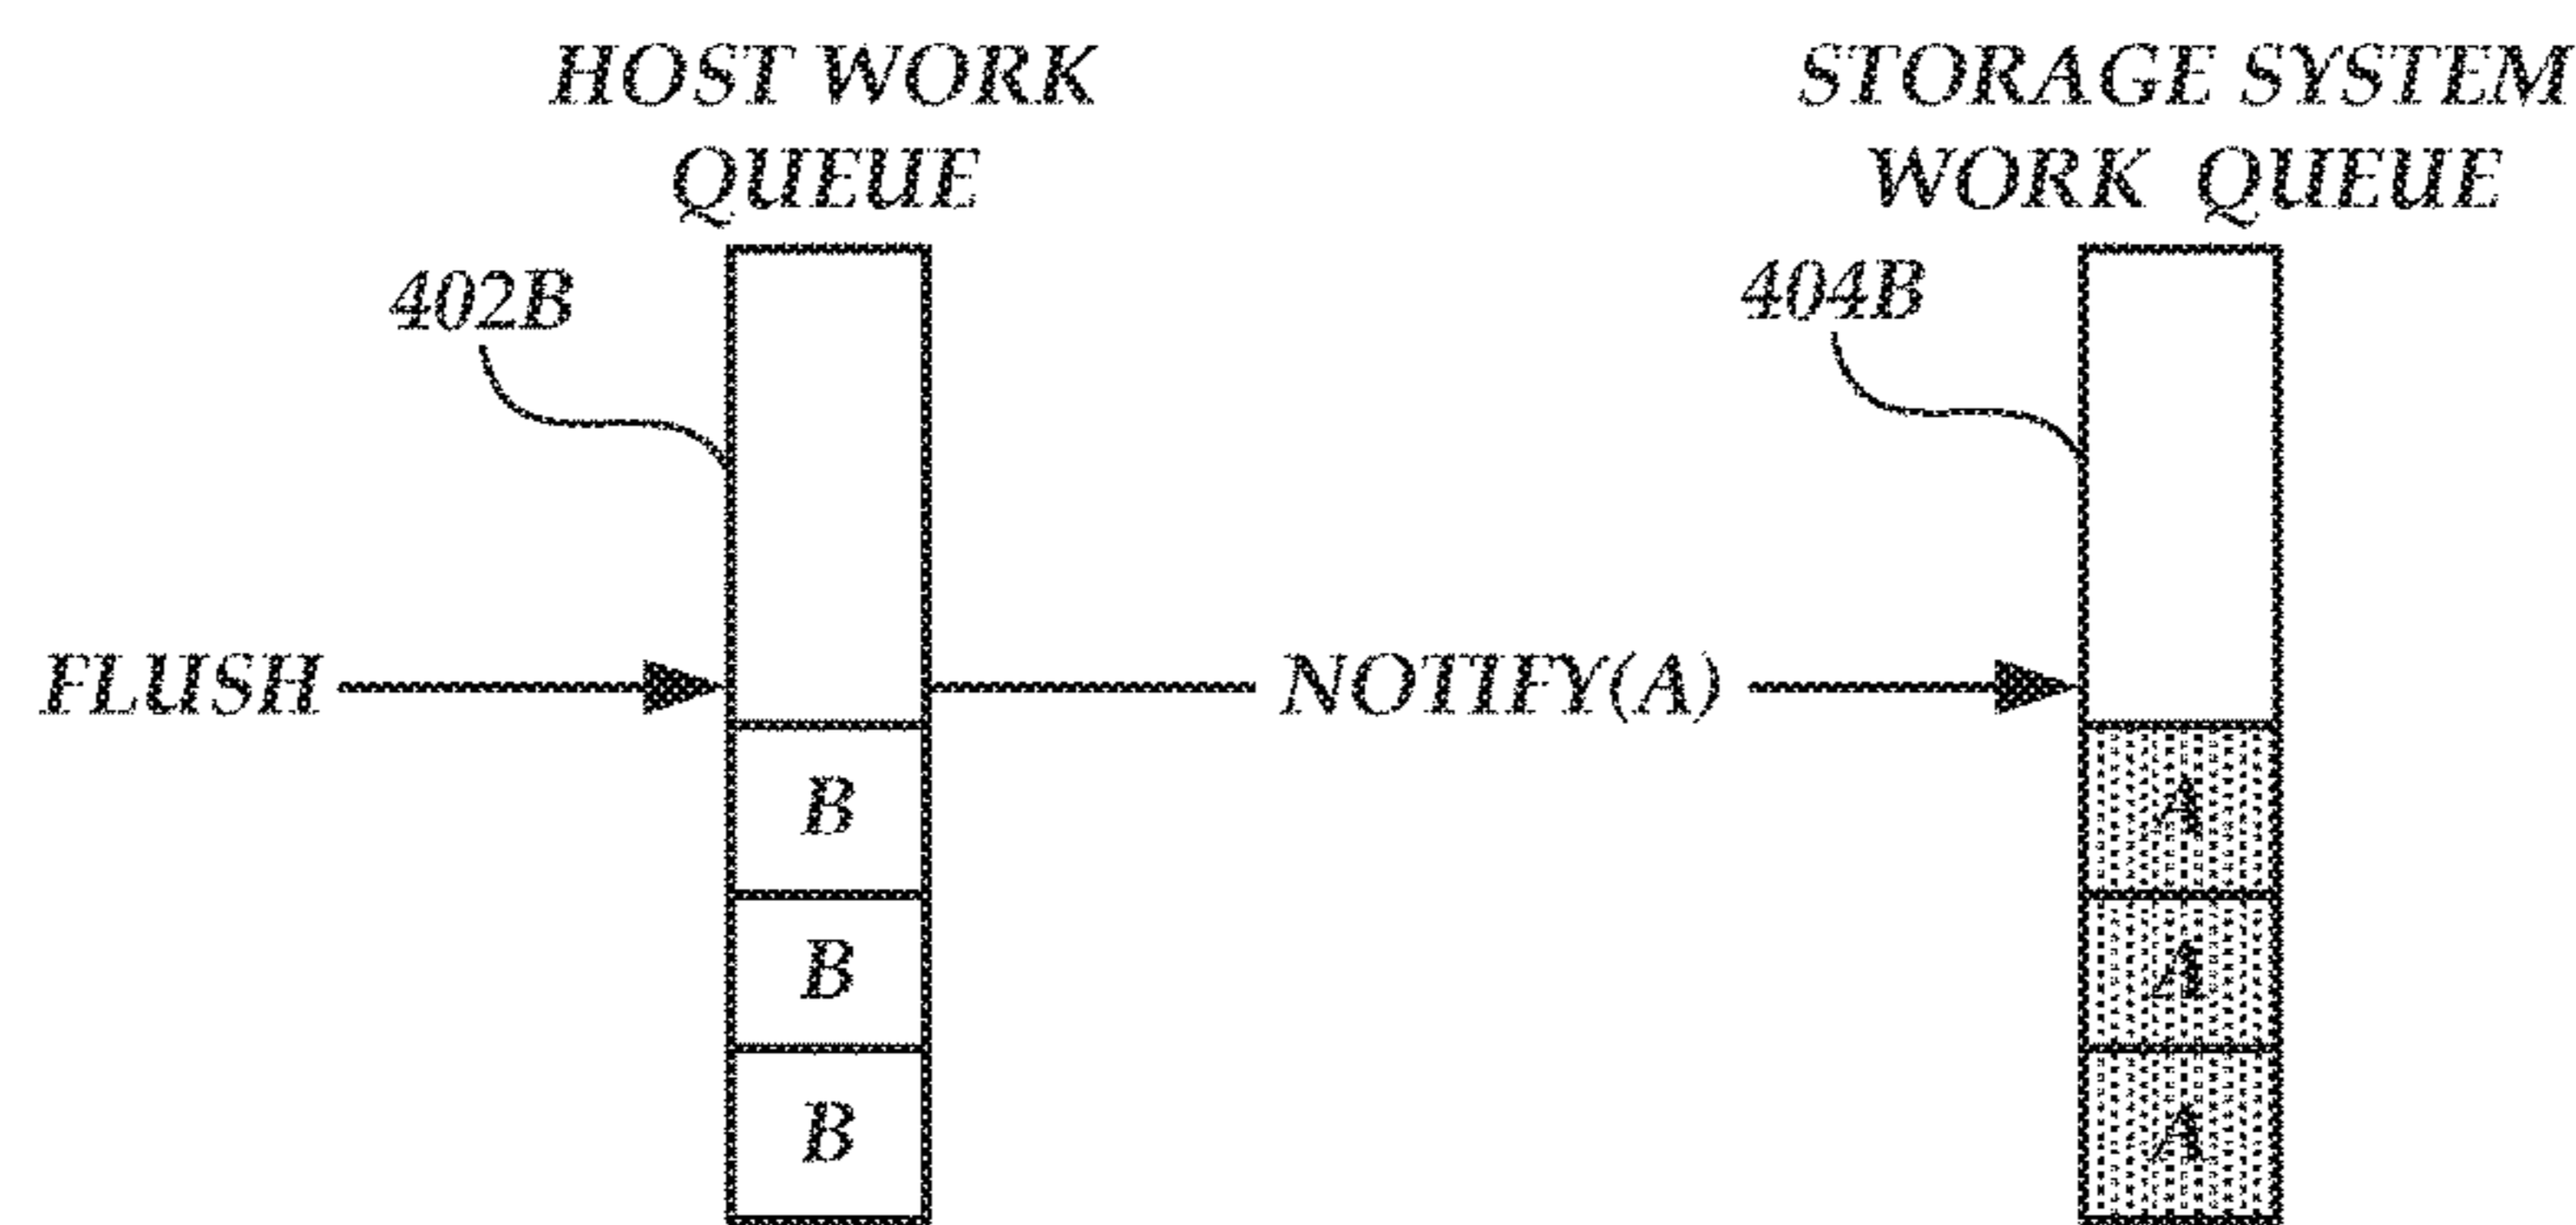 HOST WORK
QUEUE
STORAGE SYSTEM
WORK QUEUE
402B
404B
FLUSH
NOTIFY(A)
B
A
B
A
B
A